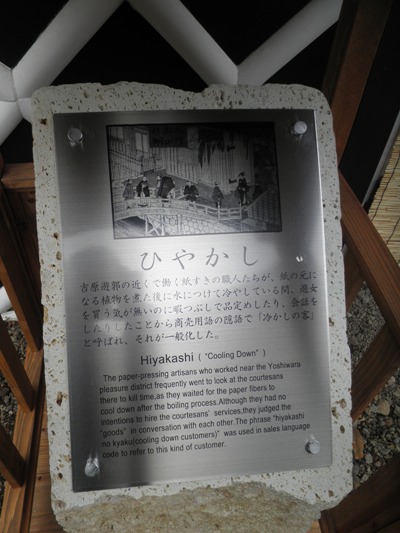 ひやかし
吉原遊郭の近くで働く紙すきの職人たちが、紙の元に
なる植物を煮た後に水につけて冷やしている間、遊女
を買う気が無いのに暇つぶしで品定めしたり、会話を
したりしたことから商売用語の隠語で「冷かしの客」
と呼ばれ、それが一般化した。
Hiyakashi ( "Cooling Down" )
The paper-pressing artisans who worked near the Yoshiwara
pleasure district frequently went to look at the courtesans
there to kill time,as they waited for the paper fibers to
cool down after the boiling process.Although they had no
intentions to hire the courtesans' services,they judged the
"goods" in conversation with each other.The phrase "hiyakashi
no kyaku(cooling down customers)" was used in sales language
code to refer to this kind of customer.